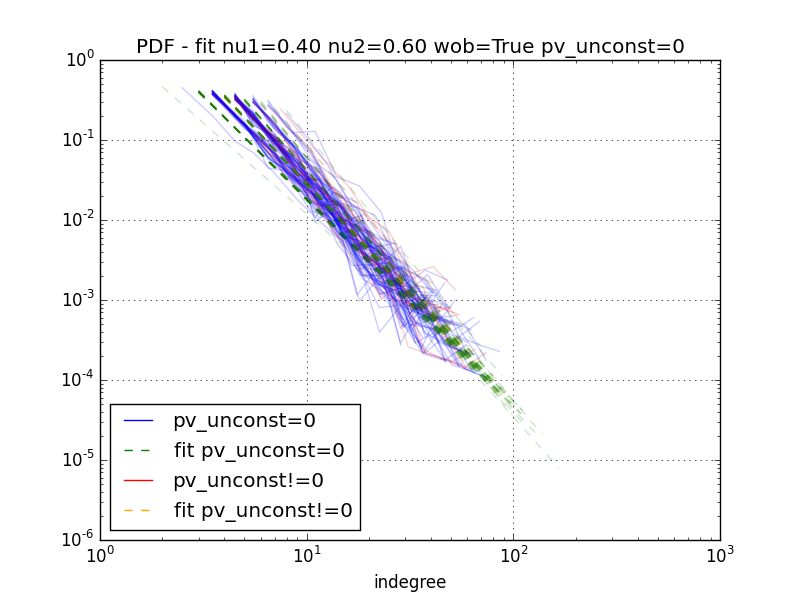 PDF - fit nu1=0.40 nu2=0.60 wob=True pv_unconst=0
10^0
10^-1
10^-2
10^-3
10^-4
10^-5
10^-6
pv_unconst=0
fit pv_unconst=0
pv_unconst!=0
fit pv_unconst!=0
10^0 10^1 10^2 10^3
indegree